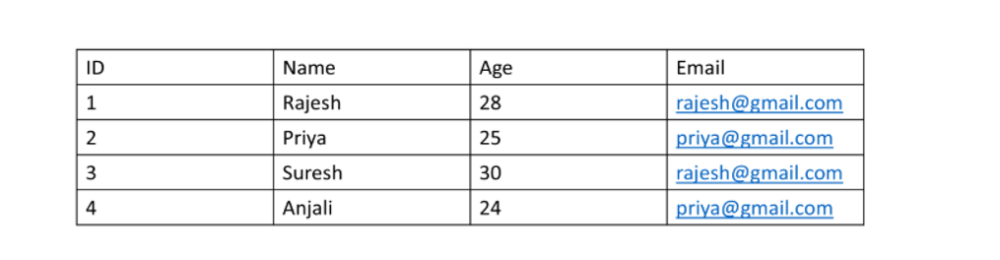 ID Name Age Email
1 Rajesh 28 rajesh@gmail.com
2 Priya 25 priya@gmail.com
3 Suresh 30 rajesh@gmail.com
4 Anjali 24 priya@gmail.com